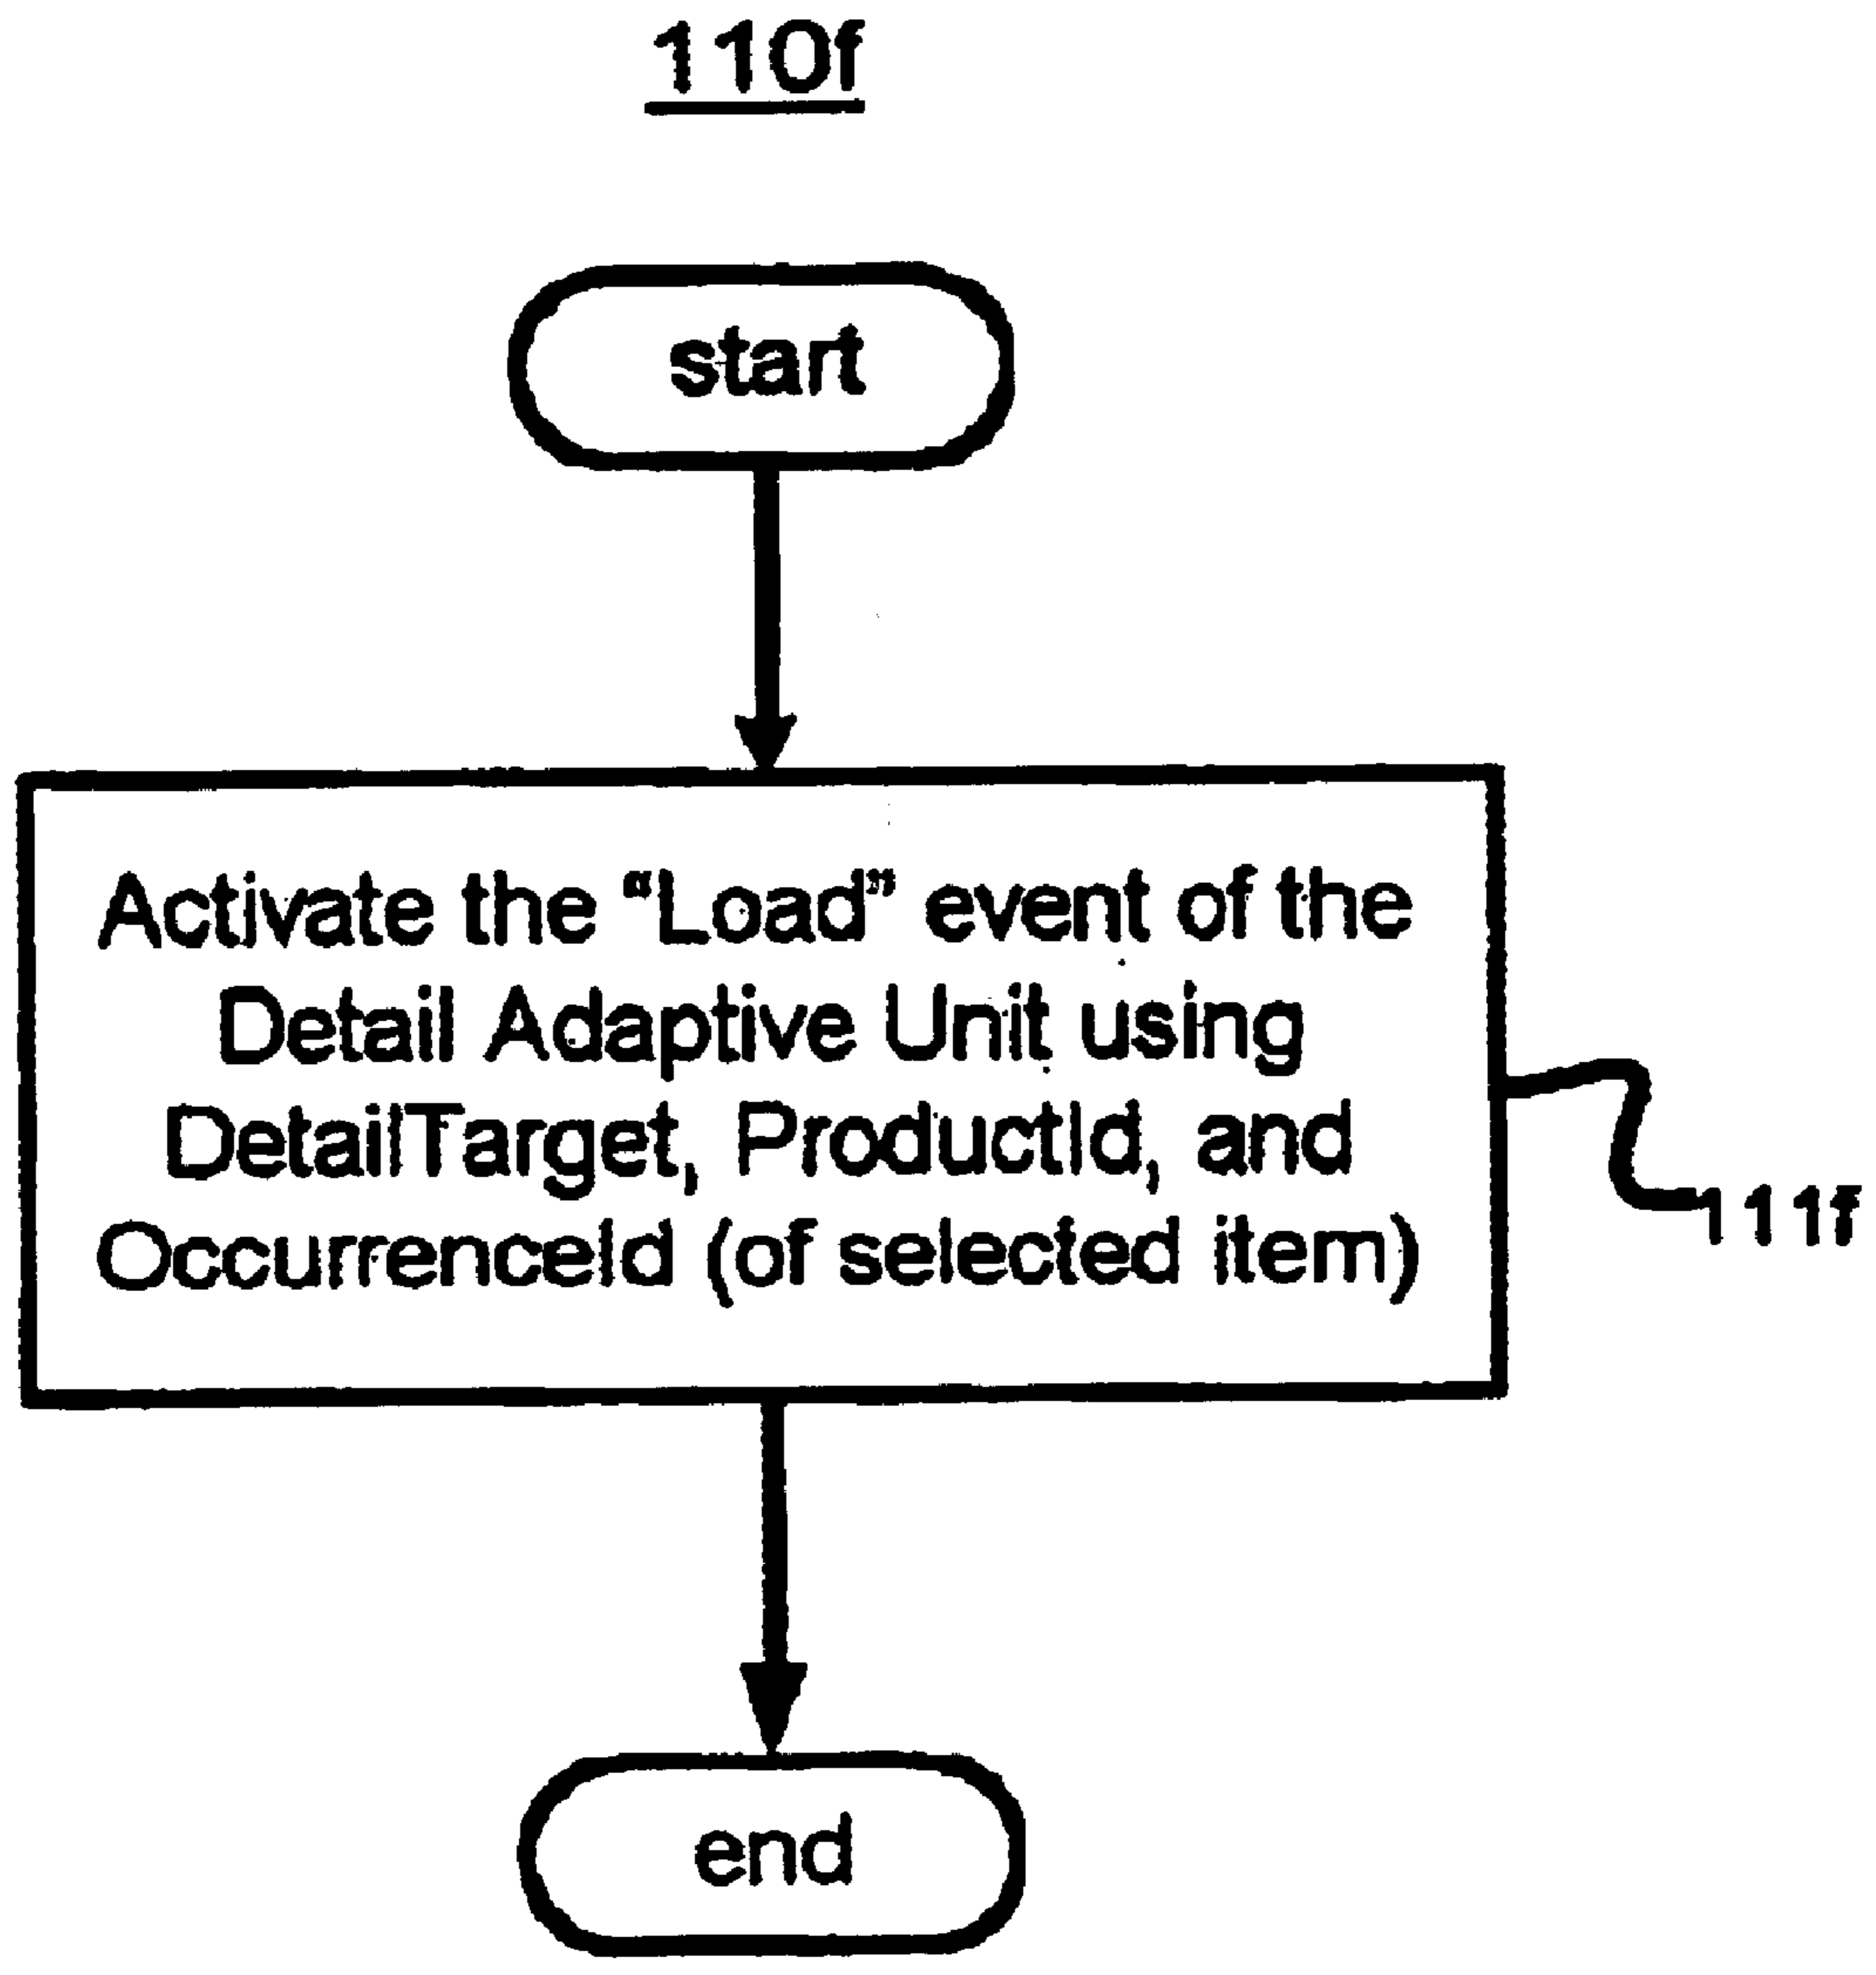 110f
start
Activate the “Load” event of the
Detail Adaptive Unit using
DetailTarget, ProductId, and
OccurrenceId (of selected item)
111f
end